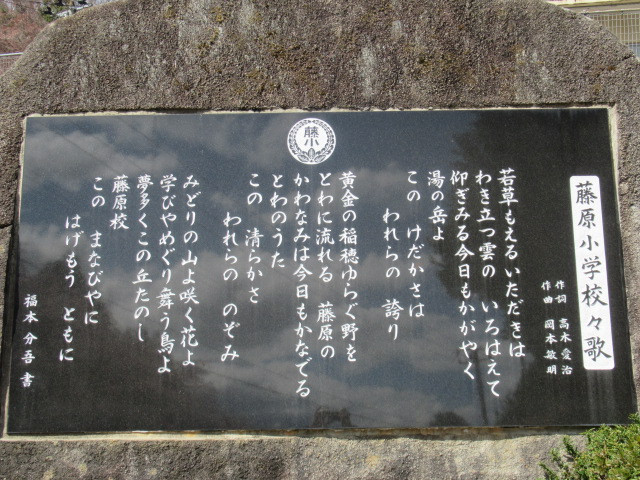 藤小
藤原小学校々歌
作詞 高木愛治
作曲 岡本敏明
若草もえる いただきは
わき立つ雲の いろはえて
仰ぎみる今日もかがやく
湯の岳よ
この けだかさは
われらの 誇り
黄金の稲穂ゆらぐ野を
とわに流れる 藤原の
かわなみは今日もかなでる
とわのうた
この 清らかさ
われらの のぞみ
みどりの山よ咲く花よ
学びやめぐり舞う鳥よ
夢多くこの丘たのし
藤原校
この まなびやに
はげもう ともに
福本 分吾 書